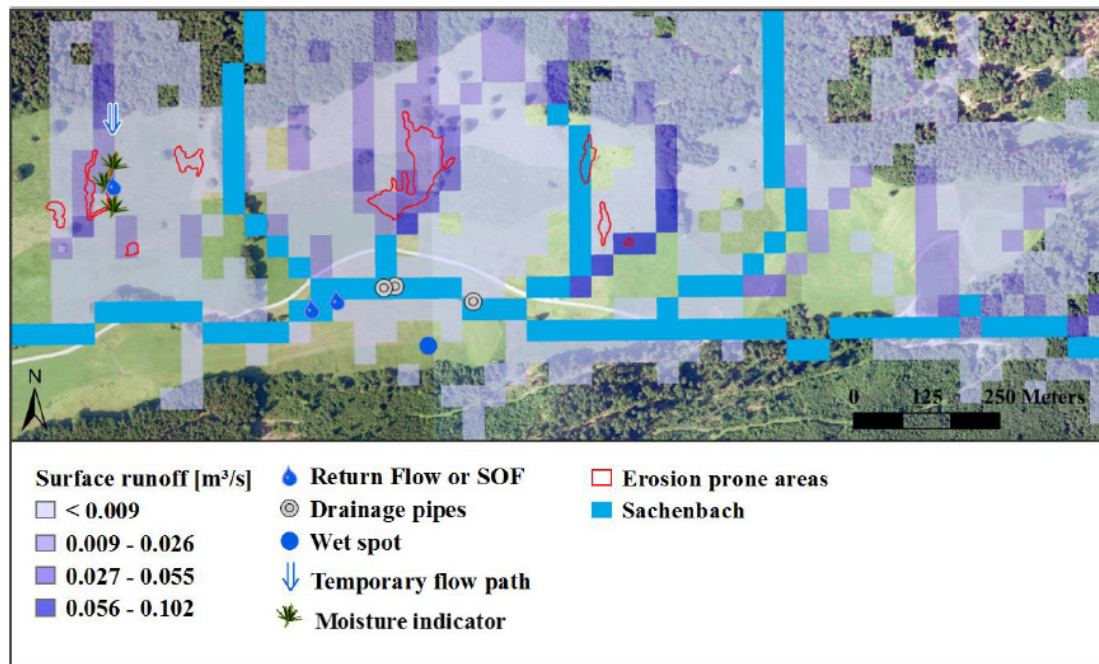 N
0 125 250 Meters
Surface runoff [m³/s]
< 0.009
0.009 - 0.026
0.027 - 0.055
0.056 - 0.102
Return Flow or SOF
Drainage pipes
Wet spot
Temporary flow path
Moisture indicator
Erosion prone areas
Sachenbach